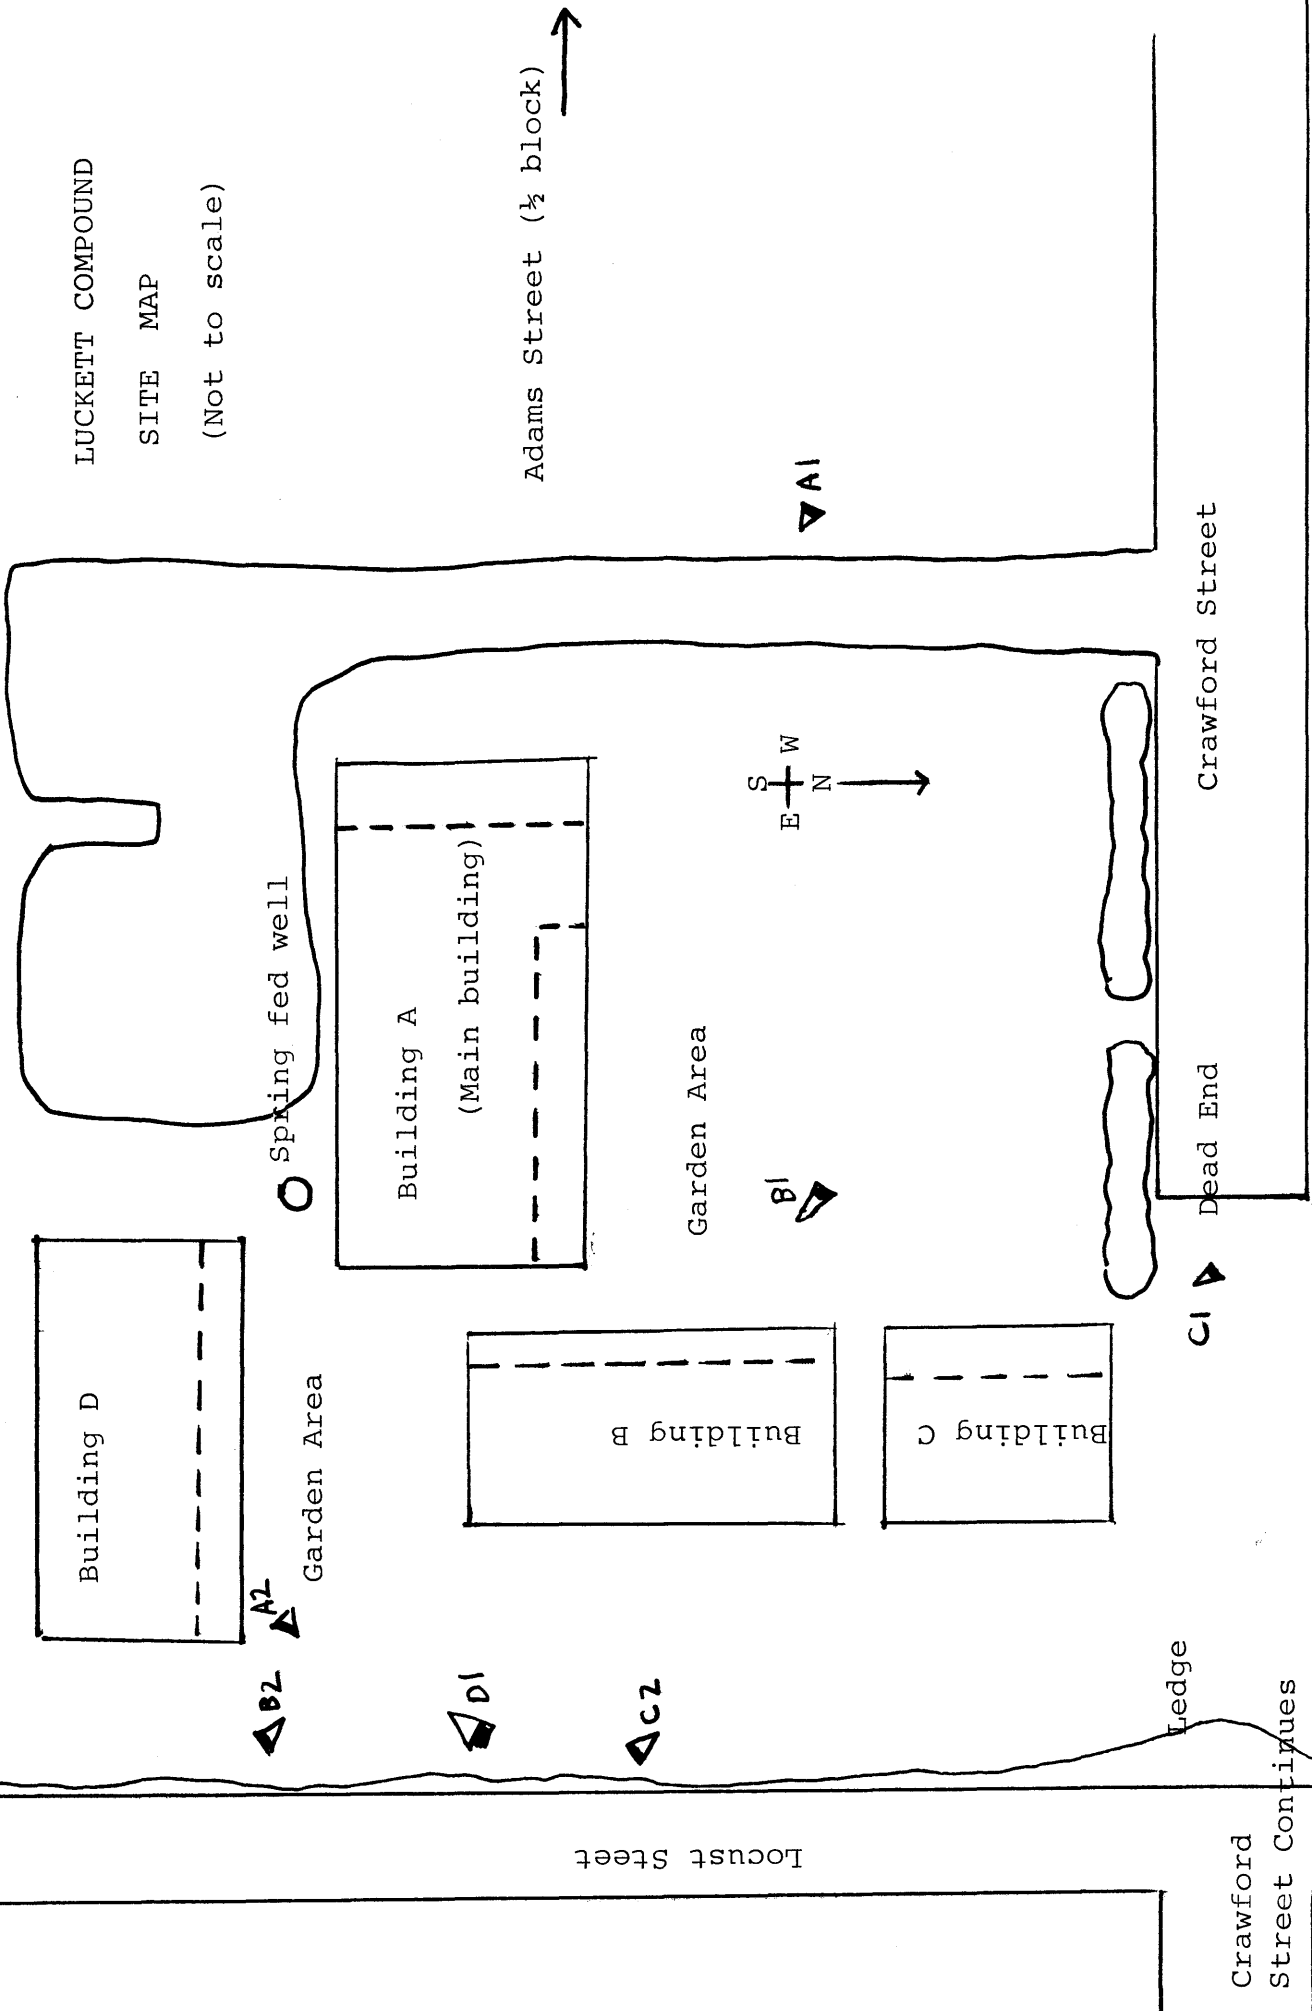 LUCKETT COMPOUND
SITE MAP
(Not to scale)
Adams Street (½ block)
A1
Spring fed well
Building A
(Main building)
S
E W
N
Garden Area
B1
Crawford Street
Dead End
C1
Building D
Garden Area
A2
B2
D1
C2
Building B
Building C
Ledge
Locust Steet
Crawford
Street Continues